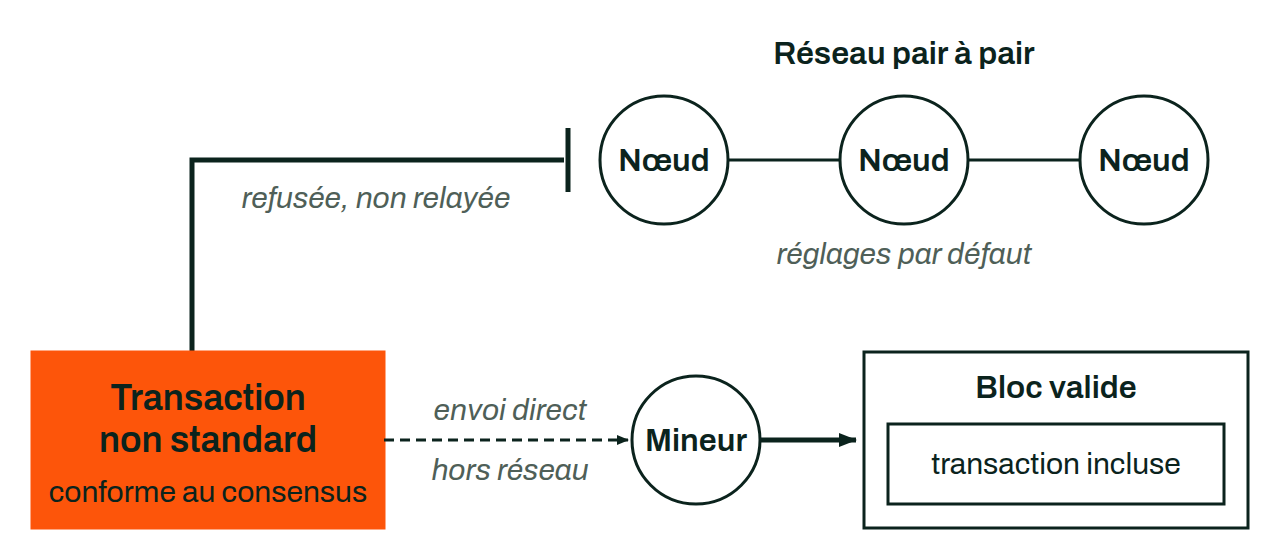 Réseau pair à pair
Nœud
Nœud
Nœud
refusée, non relayée
réglages par défaut
Transaction
non standard
conforme au consensus
envoi direct
hors réseau
Mineur
Bloc valide
transaction incluse